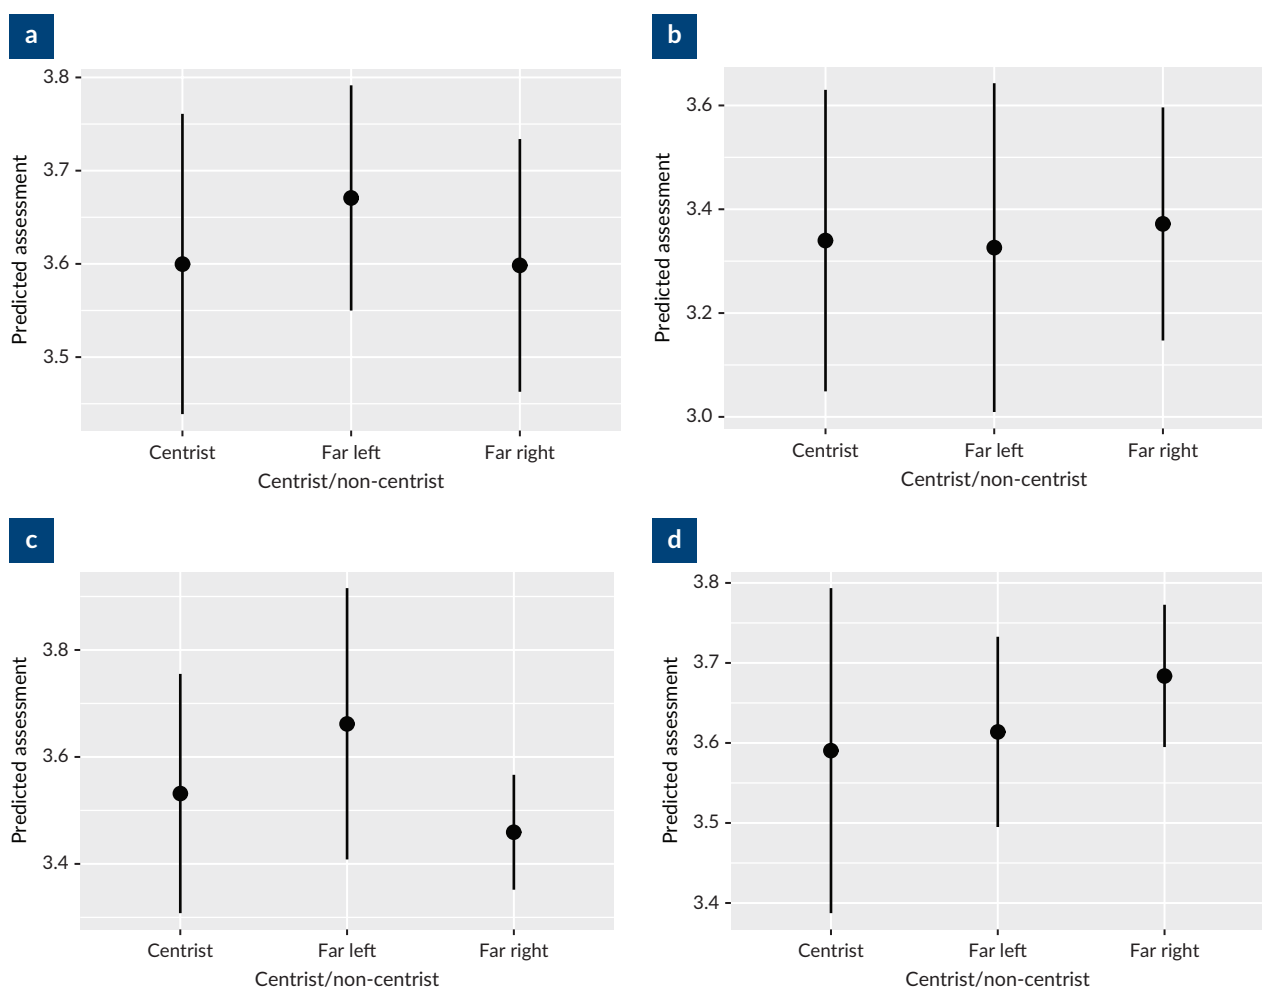 a
3.8
3.7
3.6
3.5
Predicted assessment
Centrist Far left Far right
Centrist/non-centrist
b
3.6
3.4
3.2
3.0
Predicted assessment
Centrist Far left Far right
Centrist/non-centrist
c
3.8
3.6
3.4
Predicted assessment
Centrist Far left Far right
Centrist/non-centrist
d
3.8
3.7
3.6
3.5
3.4
Predicted assessment
Centrist Far left Far right
Centrist/non-centrist